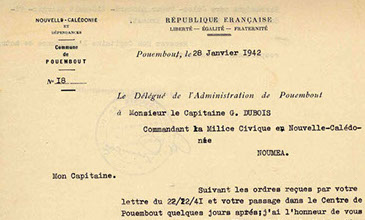 NOUVELLE-CALÉDONIE
ET
DÉPENDANCES
Commune
de
POUEMBOUT
N° 18
RÉPUBLIQUE FRANÇAISE
LIBERTÉ — ÉGALITÉ — FRATERNITÉ
Pouembout, le 28 Janvier 1942
Le Délégué de l'Administration de Pouembout
à Monsieur le Capitaine G. DUBOIS
Commandant la Milice Civique en Nouvelle-Calédo-
nie
NOUMEA.
Mon Capitaine.
Suivant les ordres reçus par votre
lettre du 22/12/41 et votre passage dans le Centre de
Pouembout quelques jours après; j'ai l'honneur de vous